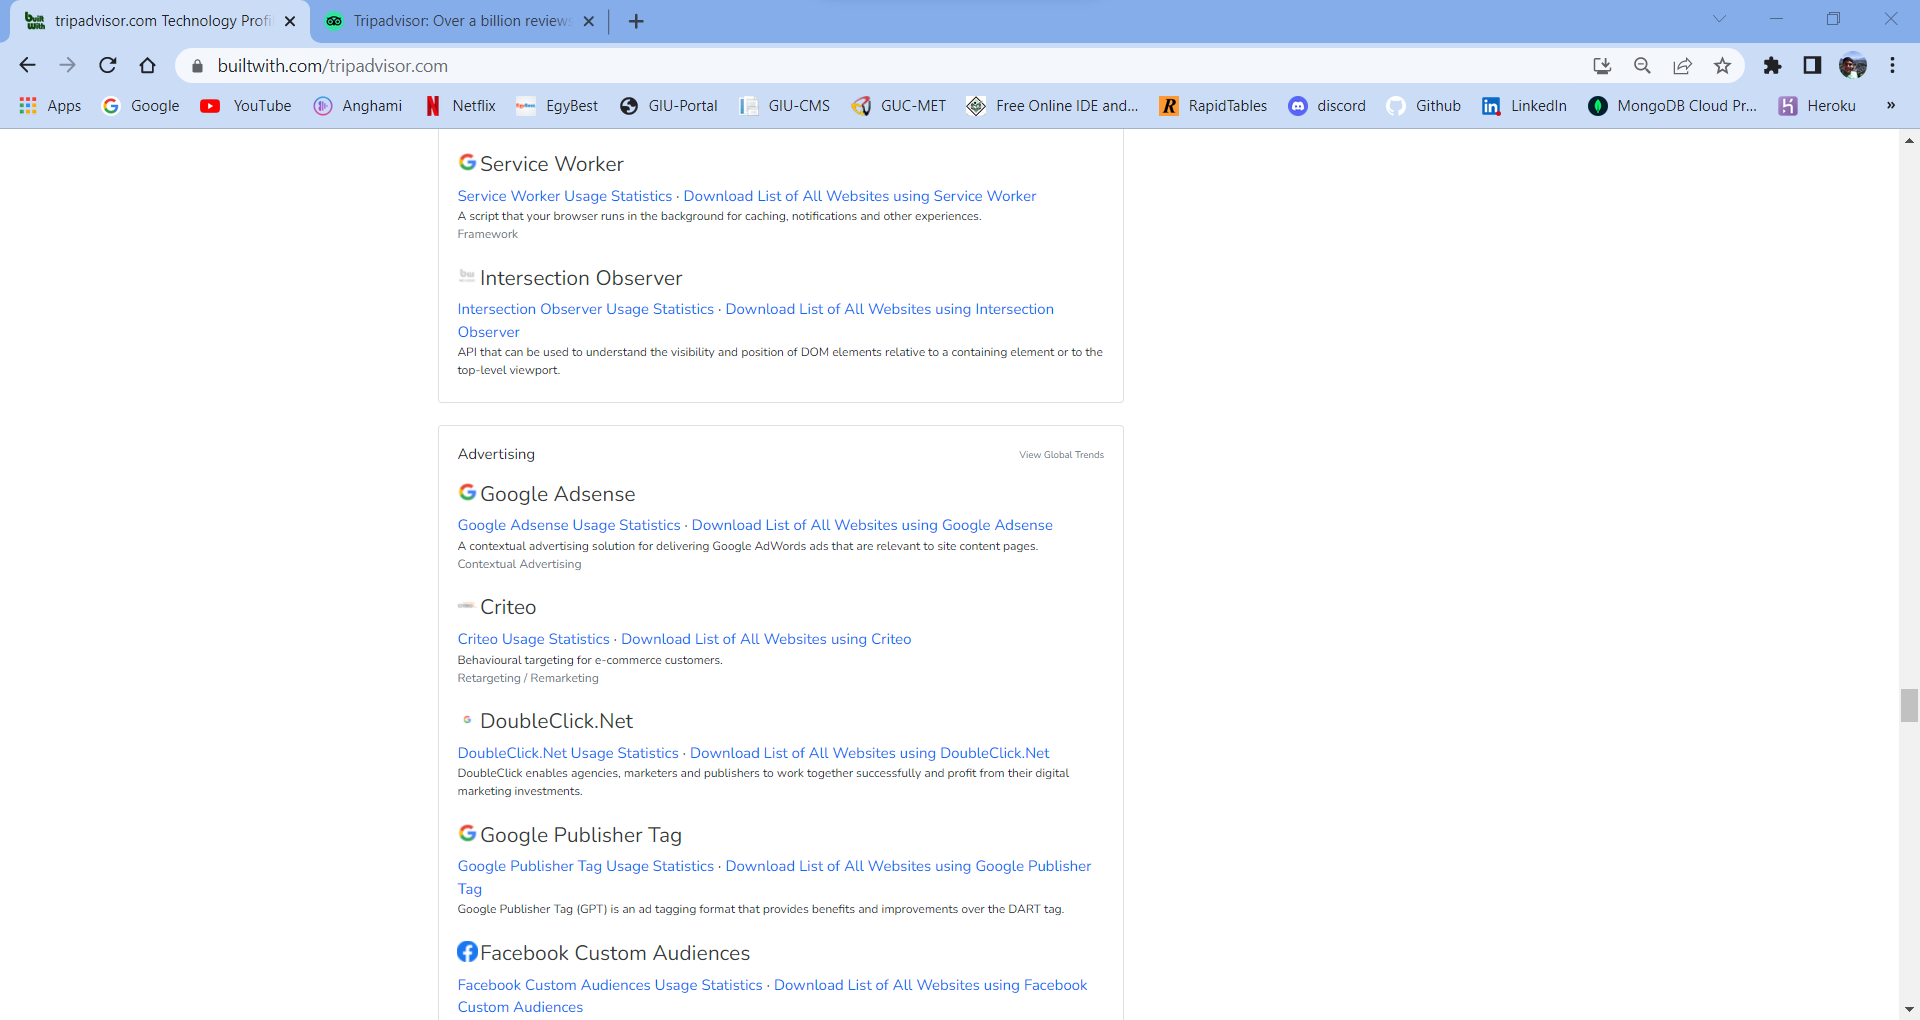 tripadvisor.com Technology Profi
Tripadvisor: Over a billion reviews
builtwith.com/tripadvisor.com
Apps Google YouTube Anghami Netflix EgyBest GIU-Portal GIU-CMS GUC-MET Free Online IDE and... RapidTables discord Github LinkedIn MongoDB Cloud Pr... Heroku »
Service Worker
Service Worker Usage Statistics · Download List of All Websites using Service Worker
A script that your browser runs in the background for caching, notifications and other experiences.
Framework
Intersection Observer
Intersection Observer Usage Statistics · Download List of All Websites using Intersection
Observer
API that can be used to understand the visibility and position of DOM elements relative to a containing element or to the
top-level viewport.
Advertising View Global Trends
Google Adsense
Google Adsense Usage Statistics · Download List of All Websites using Google Adsense
A contextual advertising solution for delivering Google AdWords ads that are relevant to site content pages.
Contextual Advertising
Criteo
Criteo Usage Statistics · Download List of All Websites using Criteo
Behavioural targeting for e-commerce customers.
Retargeting / Remarketing
DoubleClick.Net
DoubleClick.Net Usage Statistics · Download List of All Websites using DoubleClick.Net
DoubleClick enables agencies, marketers and publishers to work together successfully and profit from their digital
marketing investments.
Google Publisher Tag
Google Publisher Tag Usage Statistics · Download List of All Websites using Google Publisher
Tag
Google Publisher Tag (GPT) is an ad tagging format that provides benefits and improvements over the DART tag.
Facebook Custom Audiences
Facebook Custom Audiences Usage Statistics · Download List of All Websites using Facebook
Custom Audiences